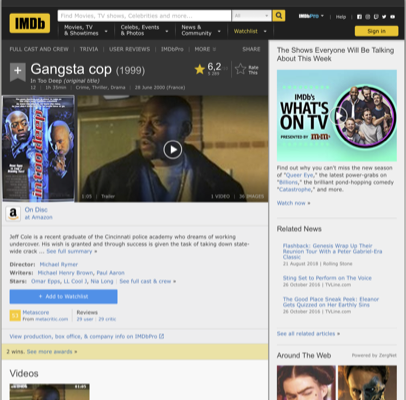 IMDb
Find Movies, TV shows, Celebrities and more...
All
IMDbPro
Help
Movies, TV
& Showtimes
Celebs, Events
& Photos
News &
Community
Watchlist
Sign in
FULL CAST AND CREW | TRIVIA | USER REVIEWS | IMDbPro | MORE
SHARE
Gangsta cop (1999)
In Too Deep (original title)
12 | 1h 35min | Crime, Thriller, Drama | 28 June 2000 (France)
6,2
Rate
This
Trailer
1 VIDEO | 36 IMAGES
On Disc
at Amazon
Jeff Cole is a recent graduate of the Cincinnati police academy who dreams of working
undercover. His wish is granted and through success is given the task of taking down state-
wide crack ... See full summary »
Director: Michael Rymer
Writers: Michael Henry Brown, Paul Aaron
Stars: Omar Epps, LL Cool J, Nia Long | See full cast & crew »
+ Add to Watchlist
Metascore
From metacritic.com
Reviews
29 user | 29 critic
View production, box office, & company info on IMDbPro
2 wins. See more awards »
Videos
The Shows Everyone Will Be Talking
About This Week
IMDb's
WHAT'S
ON TV
PRESENTED BY
Find out why you can't miss the new season
of "Queer Eye," the latest power-grabs on
"Britons," the brilliant pond-hopping comedy
"Catastrophe," and more.
Watch now »
Related News
Flashback: Genesis Wrap Up Their
Reunion Tour With a Peter Gabriel-Era
Classic
21 August 2018 | Rolling Stone
Sting Set to Perform on The Voice
26 October 2016 | TVLine.com
The Good Place Sneak Peek: Eleanor
Gets Quizzed on Her Earthly Sins
26 October 2016 | TVLine.com
See all related articles »
Around The Web
Powered by ZergNet